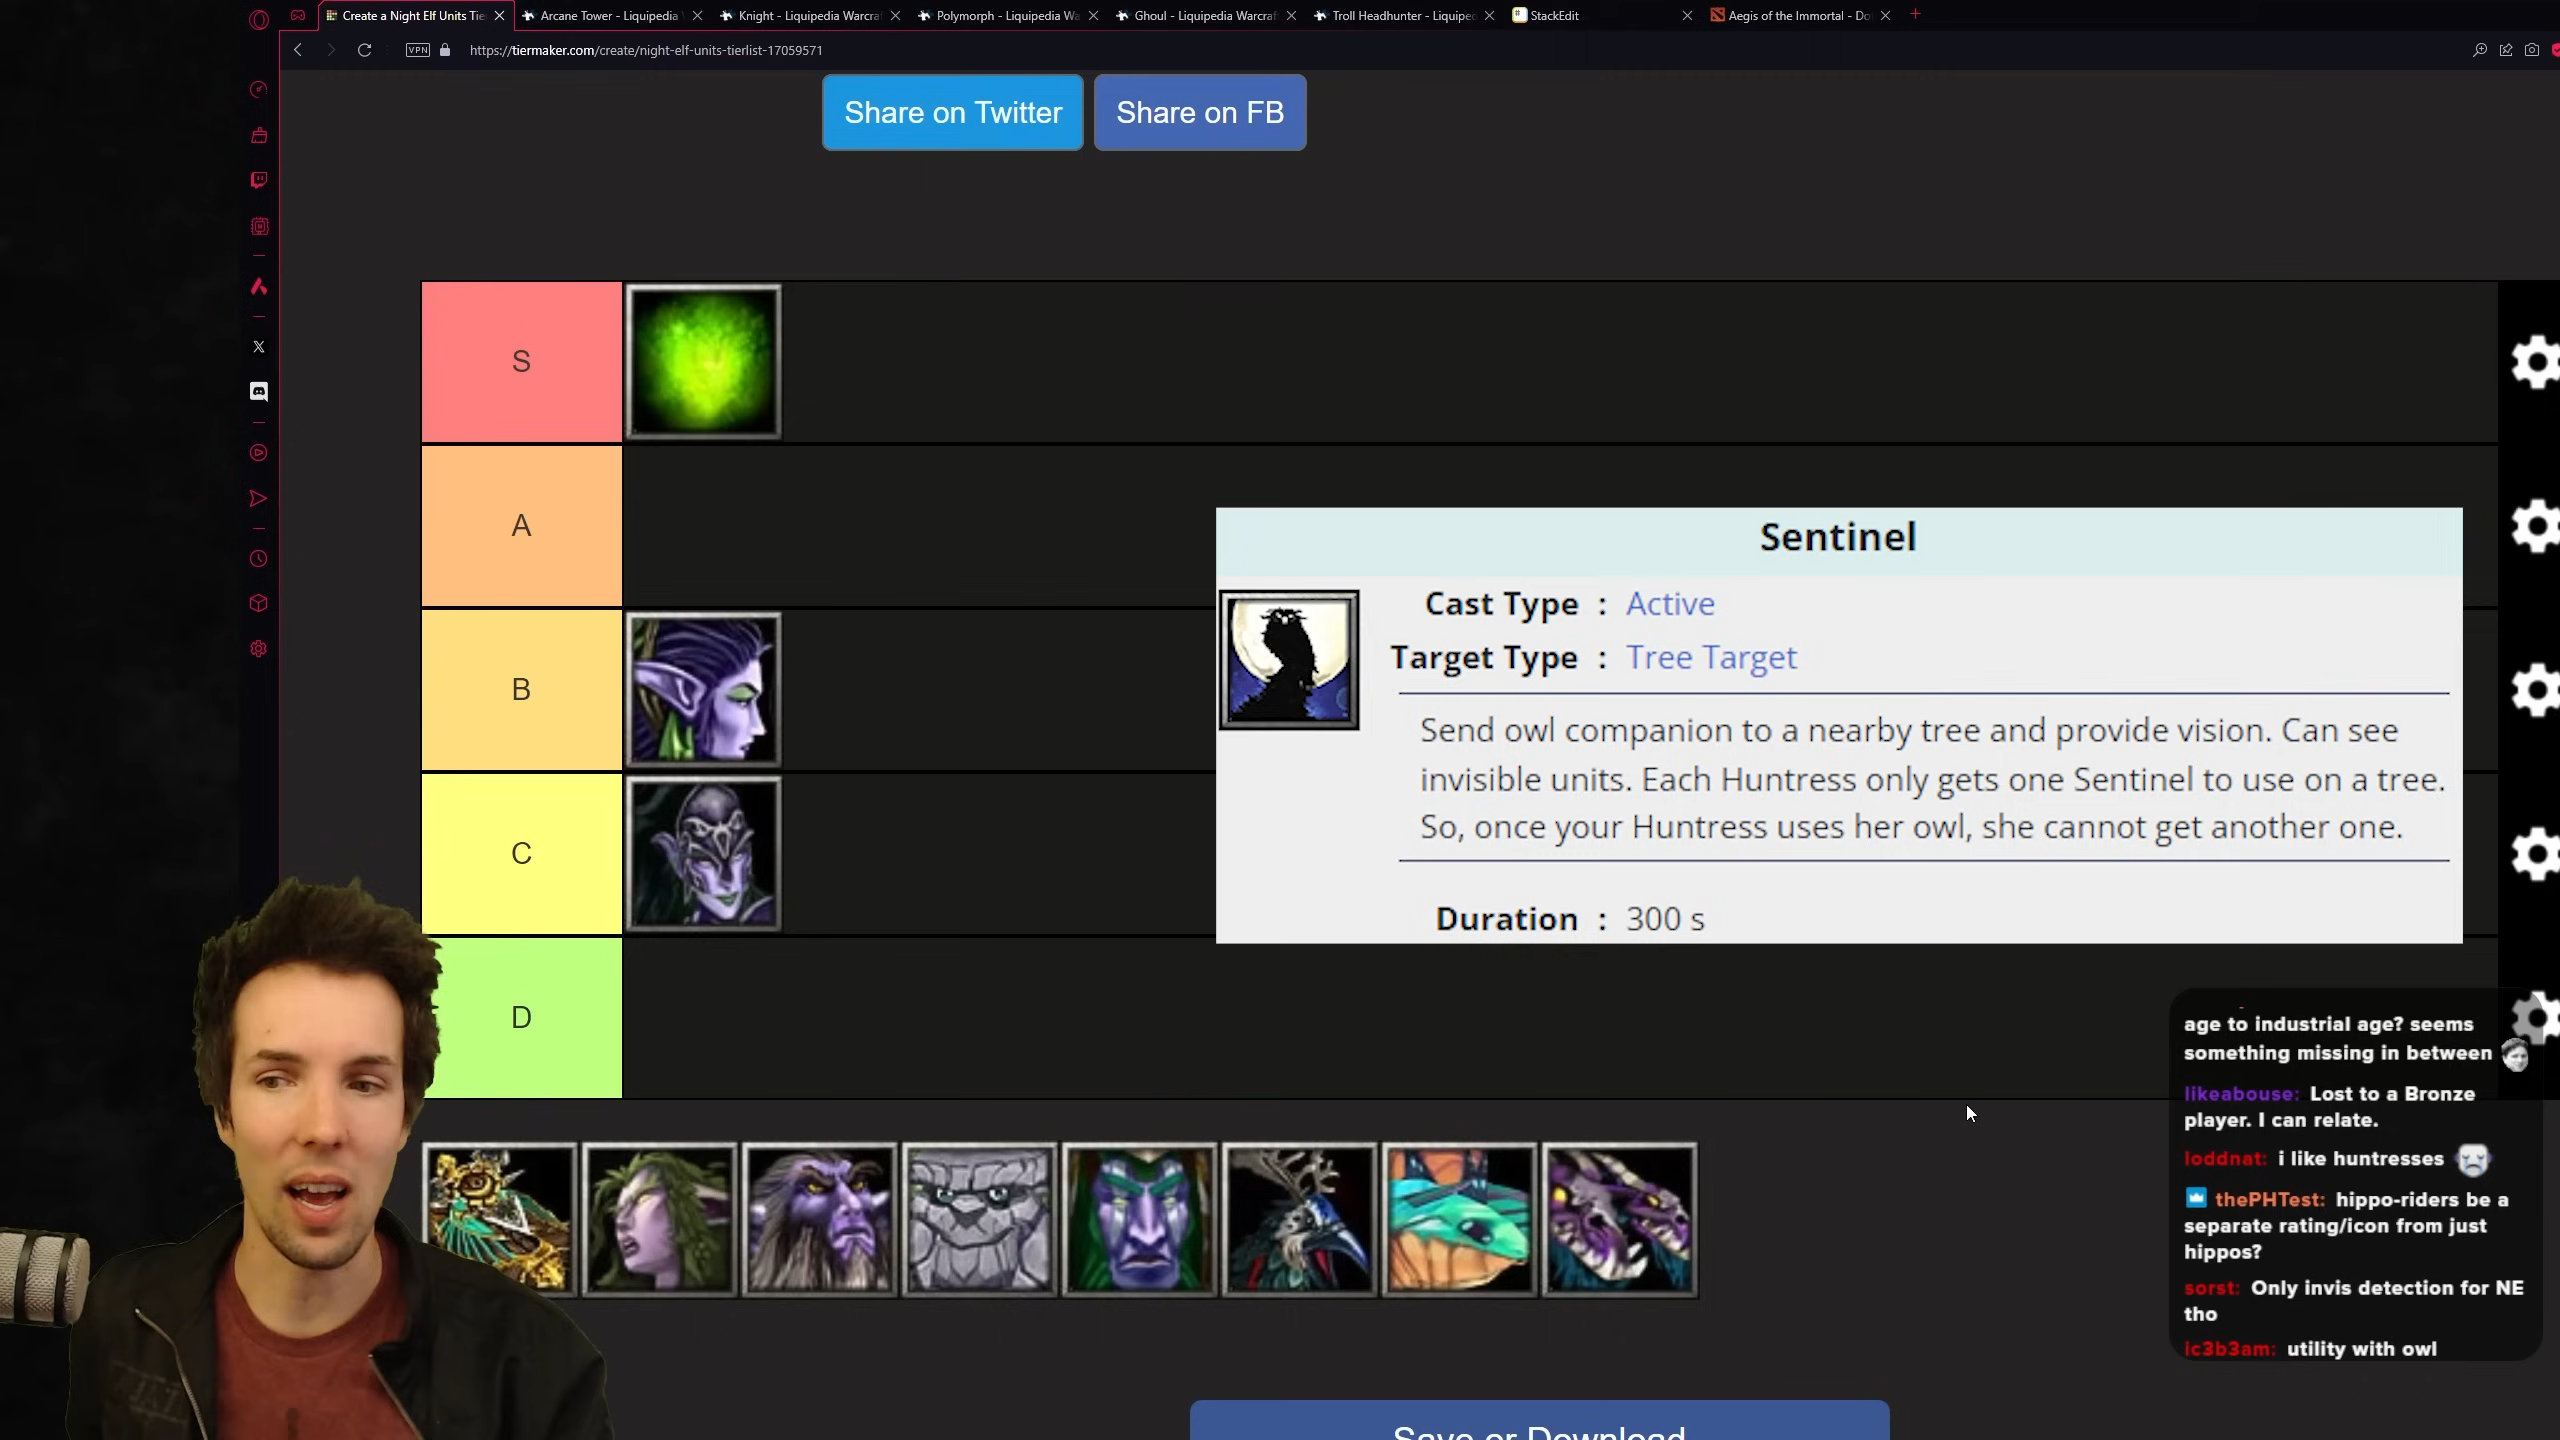 Create a Night Elf Units Tie
Arcane Tower - Liquipedia
Knight - Liquipedia Warcra
Polymorph - Liquipedia Wa
Ghoul - Liquipedia Warcraf
Troll Headhunter - Liquiped
StackEdit
Aegis of the Immortal - Do
VPN
https://tiermaker.com/create/night-elf-units-tierlist-17059571
Share on Twitter
Share on FB
S
A
B
C
D
Sentinel
Cast Type : Active
Target Type : Tree Target
Send owl companion to a nearby tree and provide vision. Can see
invisible units. Each Huntress only gets one Sentinel to use on a tree.
So, once your Huntress uses her owl, she cannot get another one.
Duration : 300 s
age to industrial age? seems
something missing in between
likeabouse: Lost to a Bronze
player. I can relate.
loddnat: i like huntresses
thePHTest: hippo-riders be a
separate rating/icon from just
hippos?
sorst: Only invis detection for NE
tho
ic3b3am: utility with owl
Save or Download